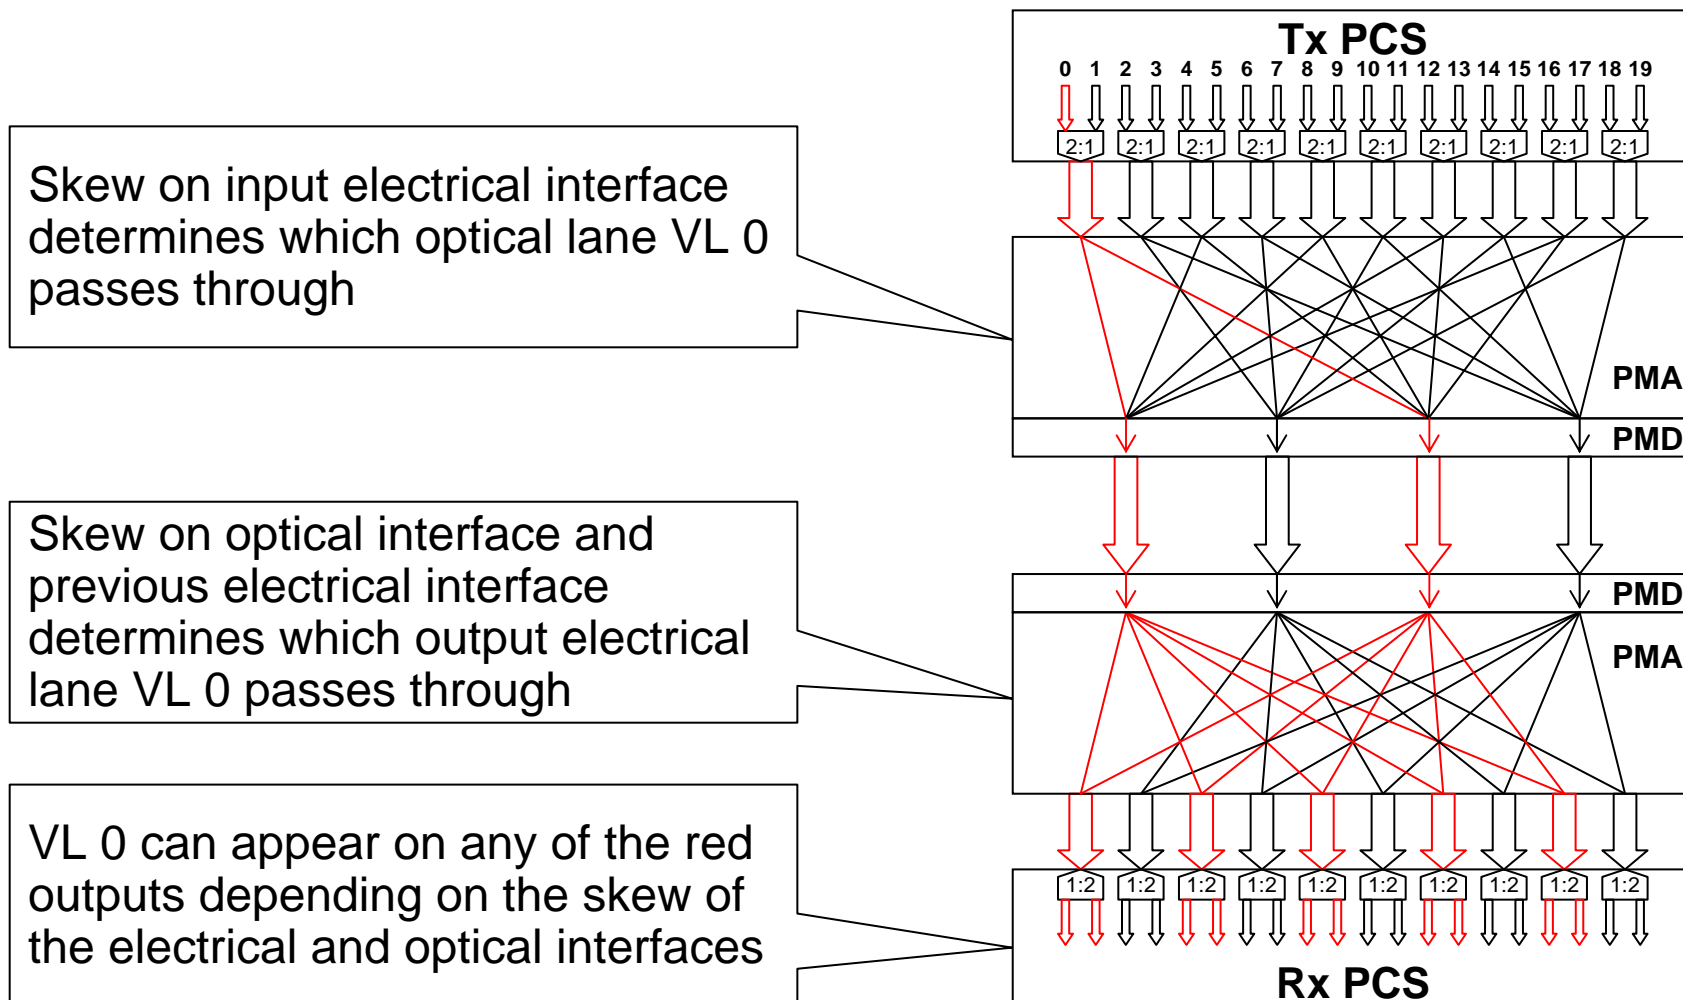 Tx PCS
0 1 2 3 4 5 6 7 8 9 10 11 12 13 14 15 16 17 18 19
2:1 2:1 2:1 2:1 2:1 2:1 2:1 2:1 2:1 2:1
Skew on input electrical interface
determines which optical lane VL 0
passes through
PMA
PMD
Skew on optical interface and
previous electrical interface
determines which output electrical
lane VL 0 passes through
PMD
PMA
VL 0 can appear on any of the red
outputs depending on the skew of
the electrical and optical interfaces
1:2 1:2 1:2 1:2 1:2 1:2 1:2 1:2 1:2 1:2
Rx PCS